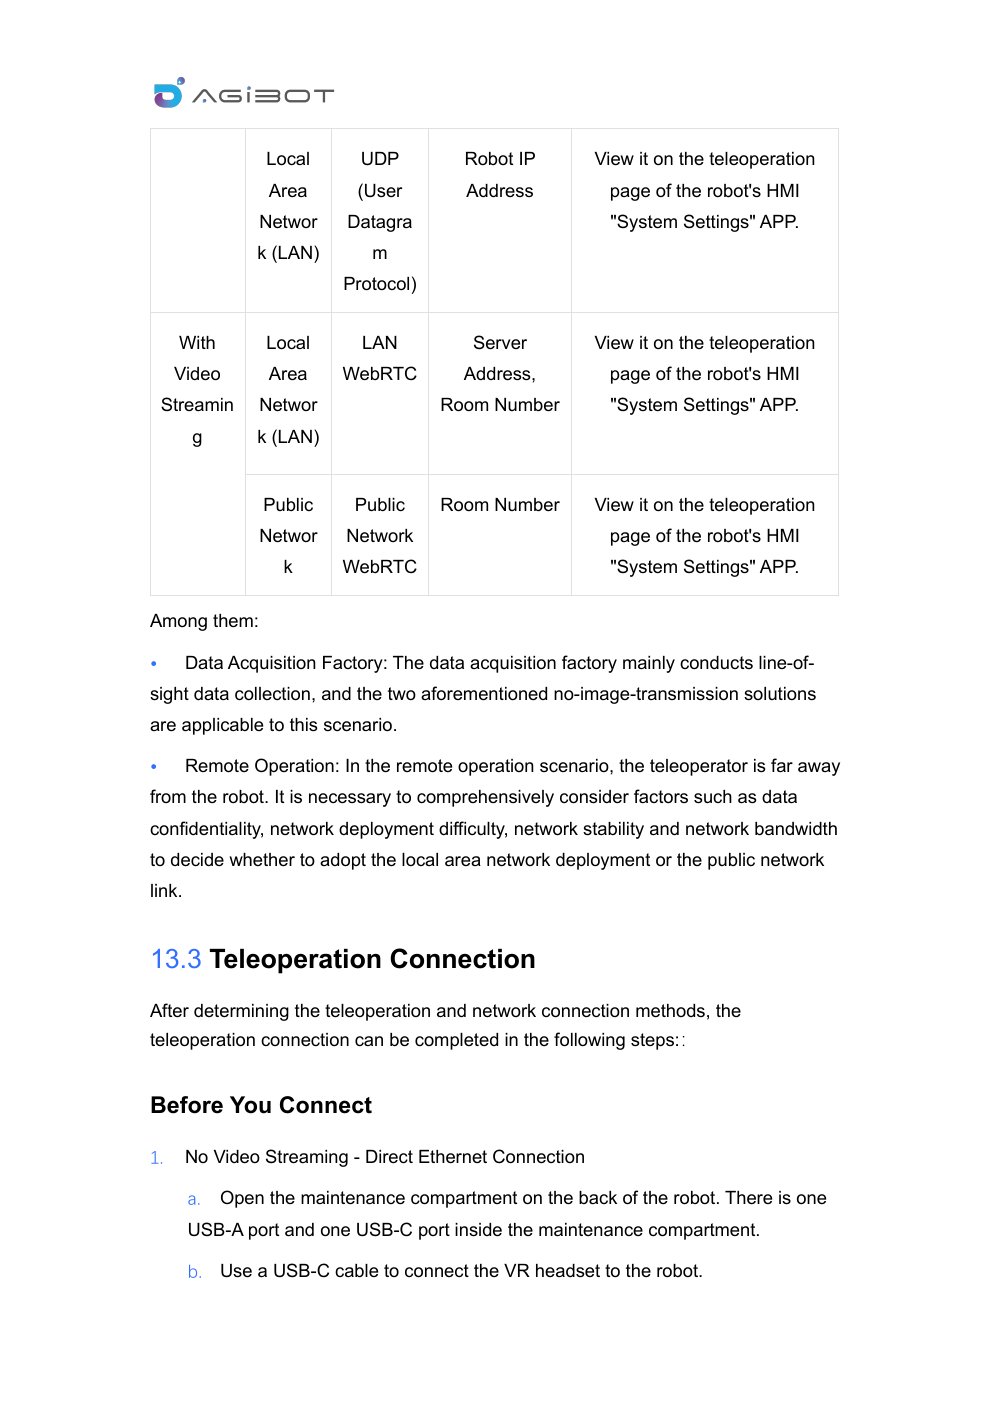 AGIBOT
Local
Area
Networ
k (LAN)
UDP
(User
Datagra
m
Protocol)
Robot IP
Address
View it on the teleoperation
page of the robot's HMI
"System Settings" APP.
With
Video
Streamin
g
Local
Area
Networ
k (LAN)
LAN
WebRTC
Server
Address,
Room Number
View it on the teleoperation
page of the robot's HMI
"System Settings" APP.
Public
Networ
k
Public
Network
WebRTC
Room Number
View it on the teleoperation
page of the robot's HMI
"System Settings" APP.
Among them:
• Data Acquisition Factory: The data acquisition factory mainly conducts line-of-
sight data collection, and the two aforementioned no-image-transmission solutions
are applicable to this scenario.
• Remote Operation: In the remote operation scenario, the teleoperator is far away
from the robot. It is necessary to comprehensively consider factors such as data
confidentiality, network deployment difficulty, network stability and network bandwidth
to decide whether to adopt the local area network deployment or the public network
link.
13.3 Teleoperation Connection
After determining the teleoperation and network connection methods, the
teleoperation connection can be completed in the following steps:：
Before You Connect
1. No Video Streaming - Direct Ethernet Connection
a. Open the maintenance compartment on the back of the robot. There is one
USB-A port and one USB-C port inside the maintenance compartment.
b. Use a USB-C cable to connect the VR headset to the robot.